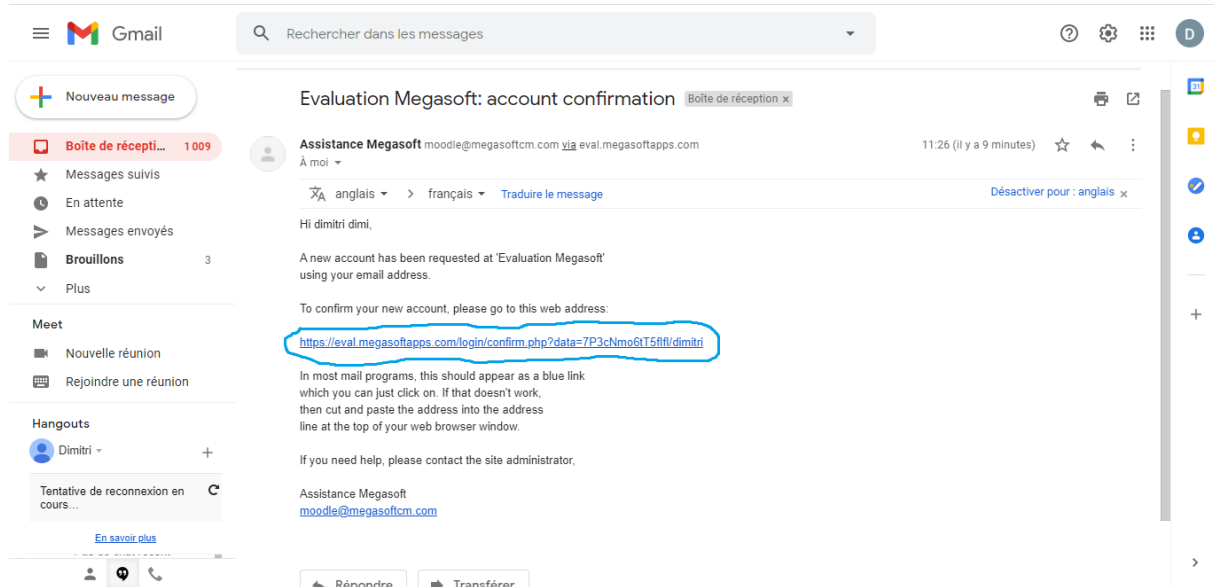 Gmail
Rechercher dans les messages
D
Nouveau message
Boîte de récepti... 1 009
Messages suivis
En attente
Messages envoyés
Brouillons 3
Plus
Meet
Nouvelle réunion
Rejoindre une réunion
Hangouts
Dimitri
Tentative de reconnexion en
cours...
En savoir plus
Evaluation Megasoft: account confirmation Boîte de réception x
Assistance Megasoft moodle@megasoftcm.com via eval.megasoftapps.com 11:26 (il y a 9 minutes)
À moi
anglais > français Traduire le message Désactiver pour : anglais x
Hi dimitri dimi,
A new account has been requested at 'Evaluation Megasoft'
using your email address.
To confirm your new account, please go to this web address:
https://eval.megasoftapps.com/login/confirm.php?data=7P3cNmo6tT5flfl/dimitri
In most mail programs, this should appear as a blue link
which you can just click on. If that doesn't work,
then cut and paste the address into the address
line at the top of your web browser window.
If you need help, please contact the site administrator,
Assistance Megasoft
moodle@megasoftcm.com
Répondre Transférer
31